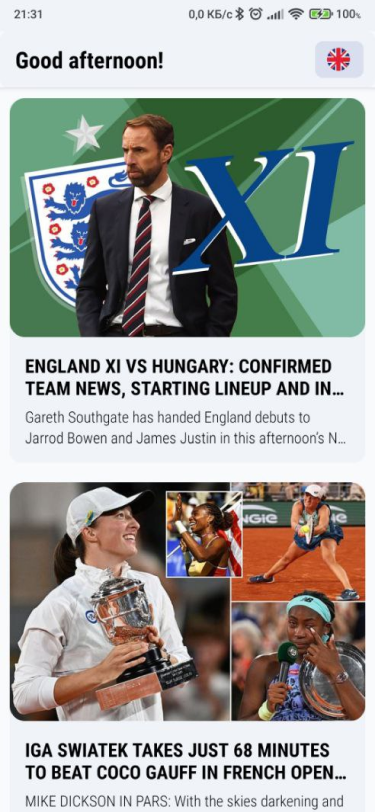 21:31
0,0 КБ/с
100%
Good afternoon!
XI
ENGLAND XI VS HUNGARY: CONFIRMED
TEAM NEWS, STARTING LINEUP AND IN...
Gareth Southgate has handed England debuts to
Jarrod Bowen and James Justin in this afternoon's N...
IGA SWIATEK TAKES JUST 68 MINUTES
TO BEAT COCO GAUFF IN FRENCH OPEN...
MIKE DICKSON IN PARS: With the skies darkening and